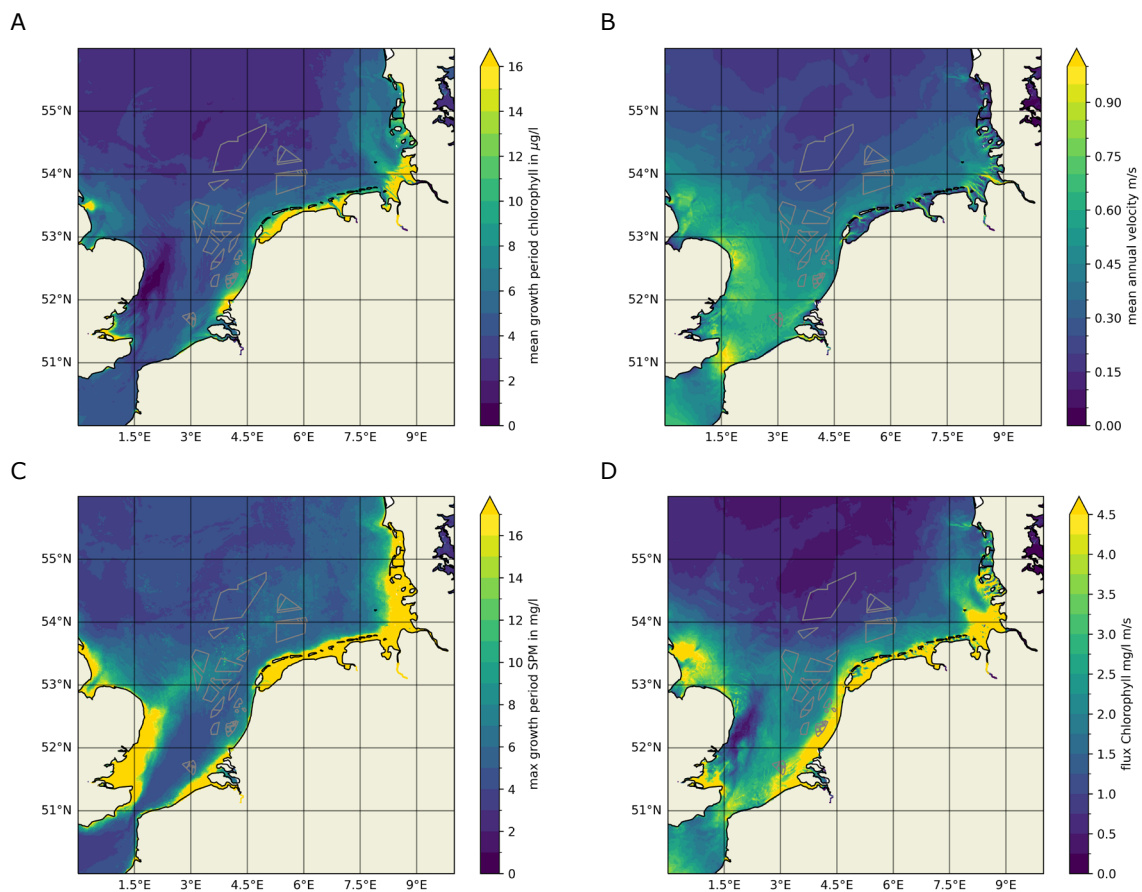 A
55°N
54°N
53°N
52°N
51°N
1.5°E 3°E 4.5°E 6°E 7.5°E 9°E
16
14
12
10
8
6
4
2
0
mean growth period chlorophyll in μg/l
B
55°N
54°N
53°N
52°N
51°N
1.5°E 3°E 4.5°E 6°E 7.5°E 9°E
0.90
0.75
0.60
0.45
0.30
0.15
0.00
mean annual velocity m/s
C
55°N
54°N
53°N
52°N
51°N
1.5°E 3°E 4.5°E 6°E 7.5°E 9°E
16
14
12
10
8
6
4
2
0
max growth period SPM in mg/l
D
55°N
54°N
53°N
52°N
51°N
1.5°E 3°E 4.5°E 6°E 7.5°E 9°E
4.5
4.0
3.5
3.0
2.5
2.0
1.5
1.0
0.5
0.0
flux Chlorophyll mg/l m/s